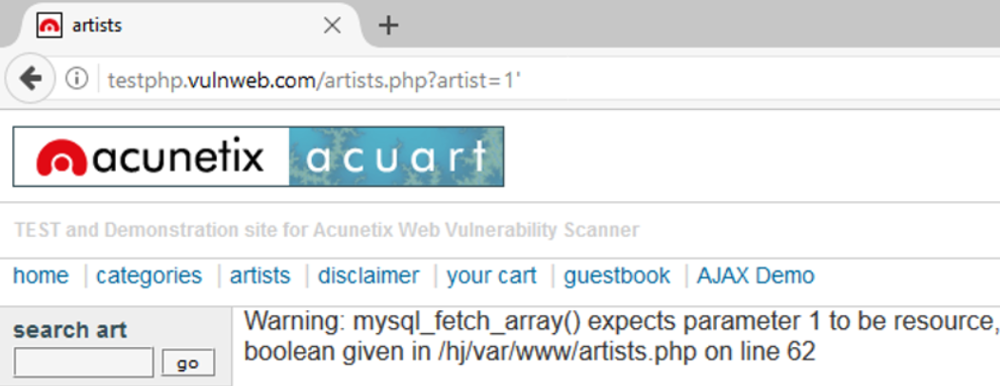 artists
testphp.vulnweb.com/artists.php?artist=1'
acunetix acuart
TEST and Demonstration site for Acunetix Web Vulnerability Scanner
home | categories | artists | disclaimer | your cart | guestbook | AJAX Demo
search art
go
Warning: mysql_fetch_array() expects parameter 1 to be resource,
boolean given in /hj/var/www/artists.php on line 62